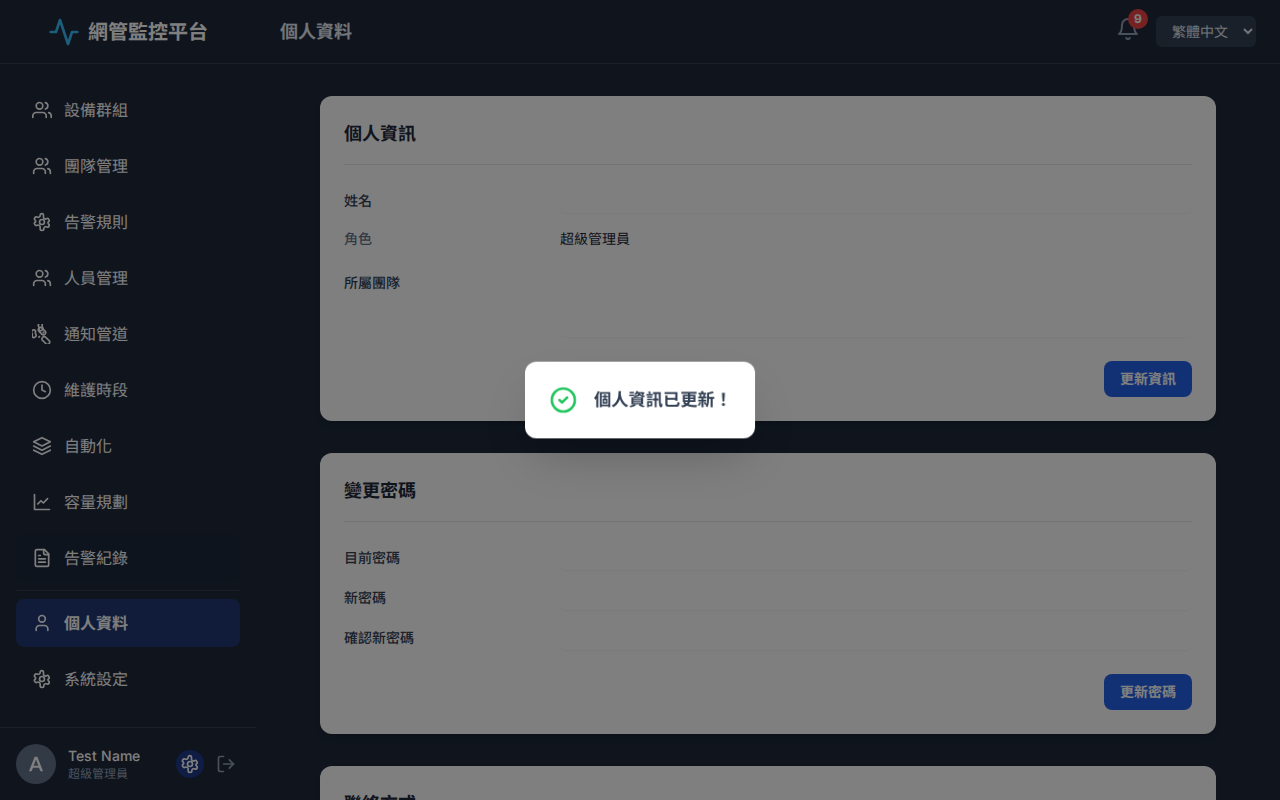 網管監控平台
個人資料
9
繁體中文
設備群組
團隊管理
告警規則
人員管理
通知管道
維護時段
自動化
容量規劃
告警紀錄
個人資料
系統設定
A
Test Name
超級管理員
個人資訊
姓名
角色
超級管理員
所屬團隊
更新資訊
個人資訊已更新！
變更密碼
目前密碼
新密碼
確認新密碼
更新密碼
聯絡方式